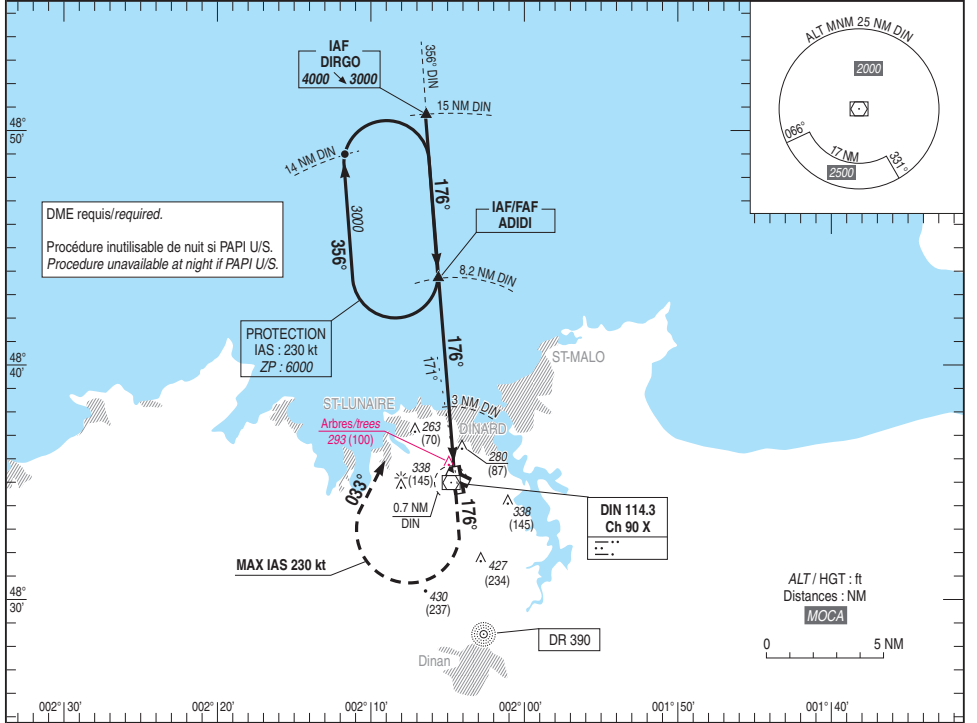 IAF
DIRGO
4000 ➘ 3000
356° DIN
15 NM DIN
14 NM DIN
ALT MNM 25 NM DIN
2000
066°
17 NM
331°
2500
48°
50'
DME requis/required.
Procédure inutilisable de nuit si PAPI U/S.
Procedure unavailable at night if PAPI U/S.
3000
356°
176°
IAF/FAF
ADIDI
8,2 NM DIN
PROTECTION
IAS : 230 kt
ZP : 6000
176°
171°
ST-MALO
48°
40'
3 NM DIN
ST-LUNAIRE
DINARD
Arbres/trees
293 (100)
263
(70)
280
(87)
338
(145)
033°
0.7 NM
DIN
176°
338
(145)
DIN 114.3
Ch 90 X
MAX IAS 230 kt
427
(234)
430
(237)
48°
30'
ALT / HGT : ft
Distances : NM
MOCA
0 5 NM
DR 390
Dinan
002° 30' 002° 20' 002° 10' 002° 00' 001° 50' 001° 40'